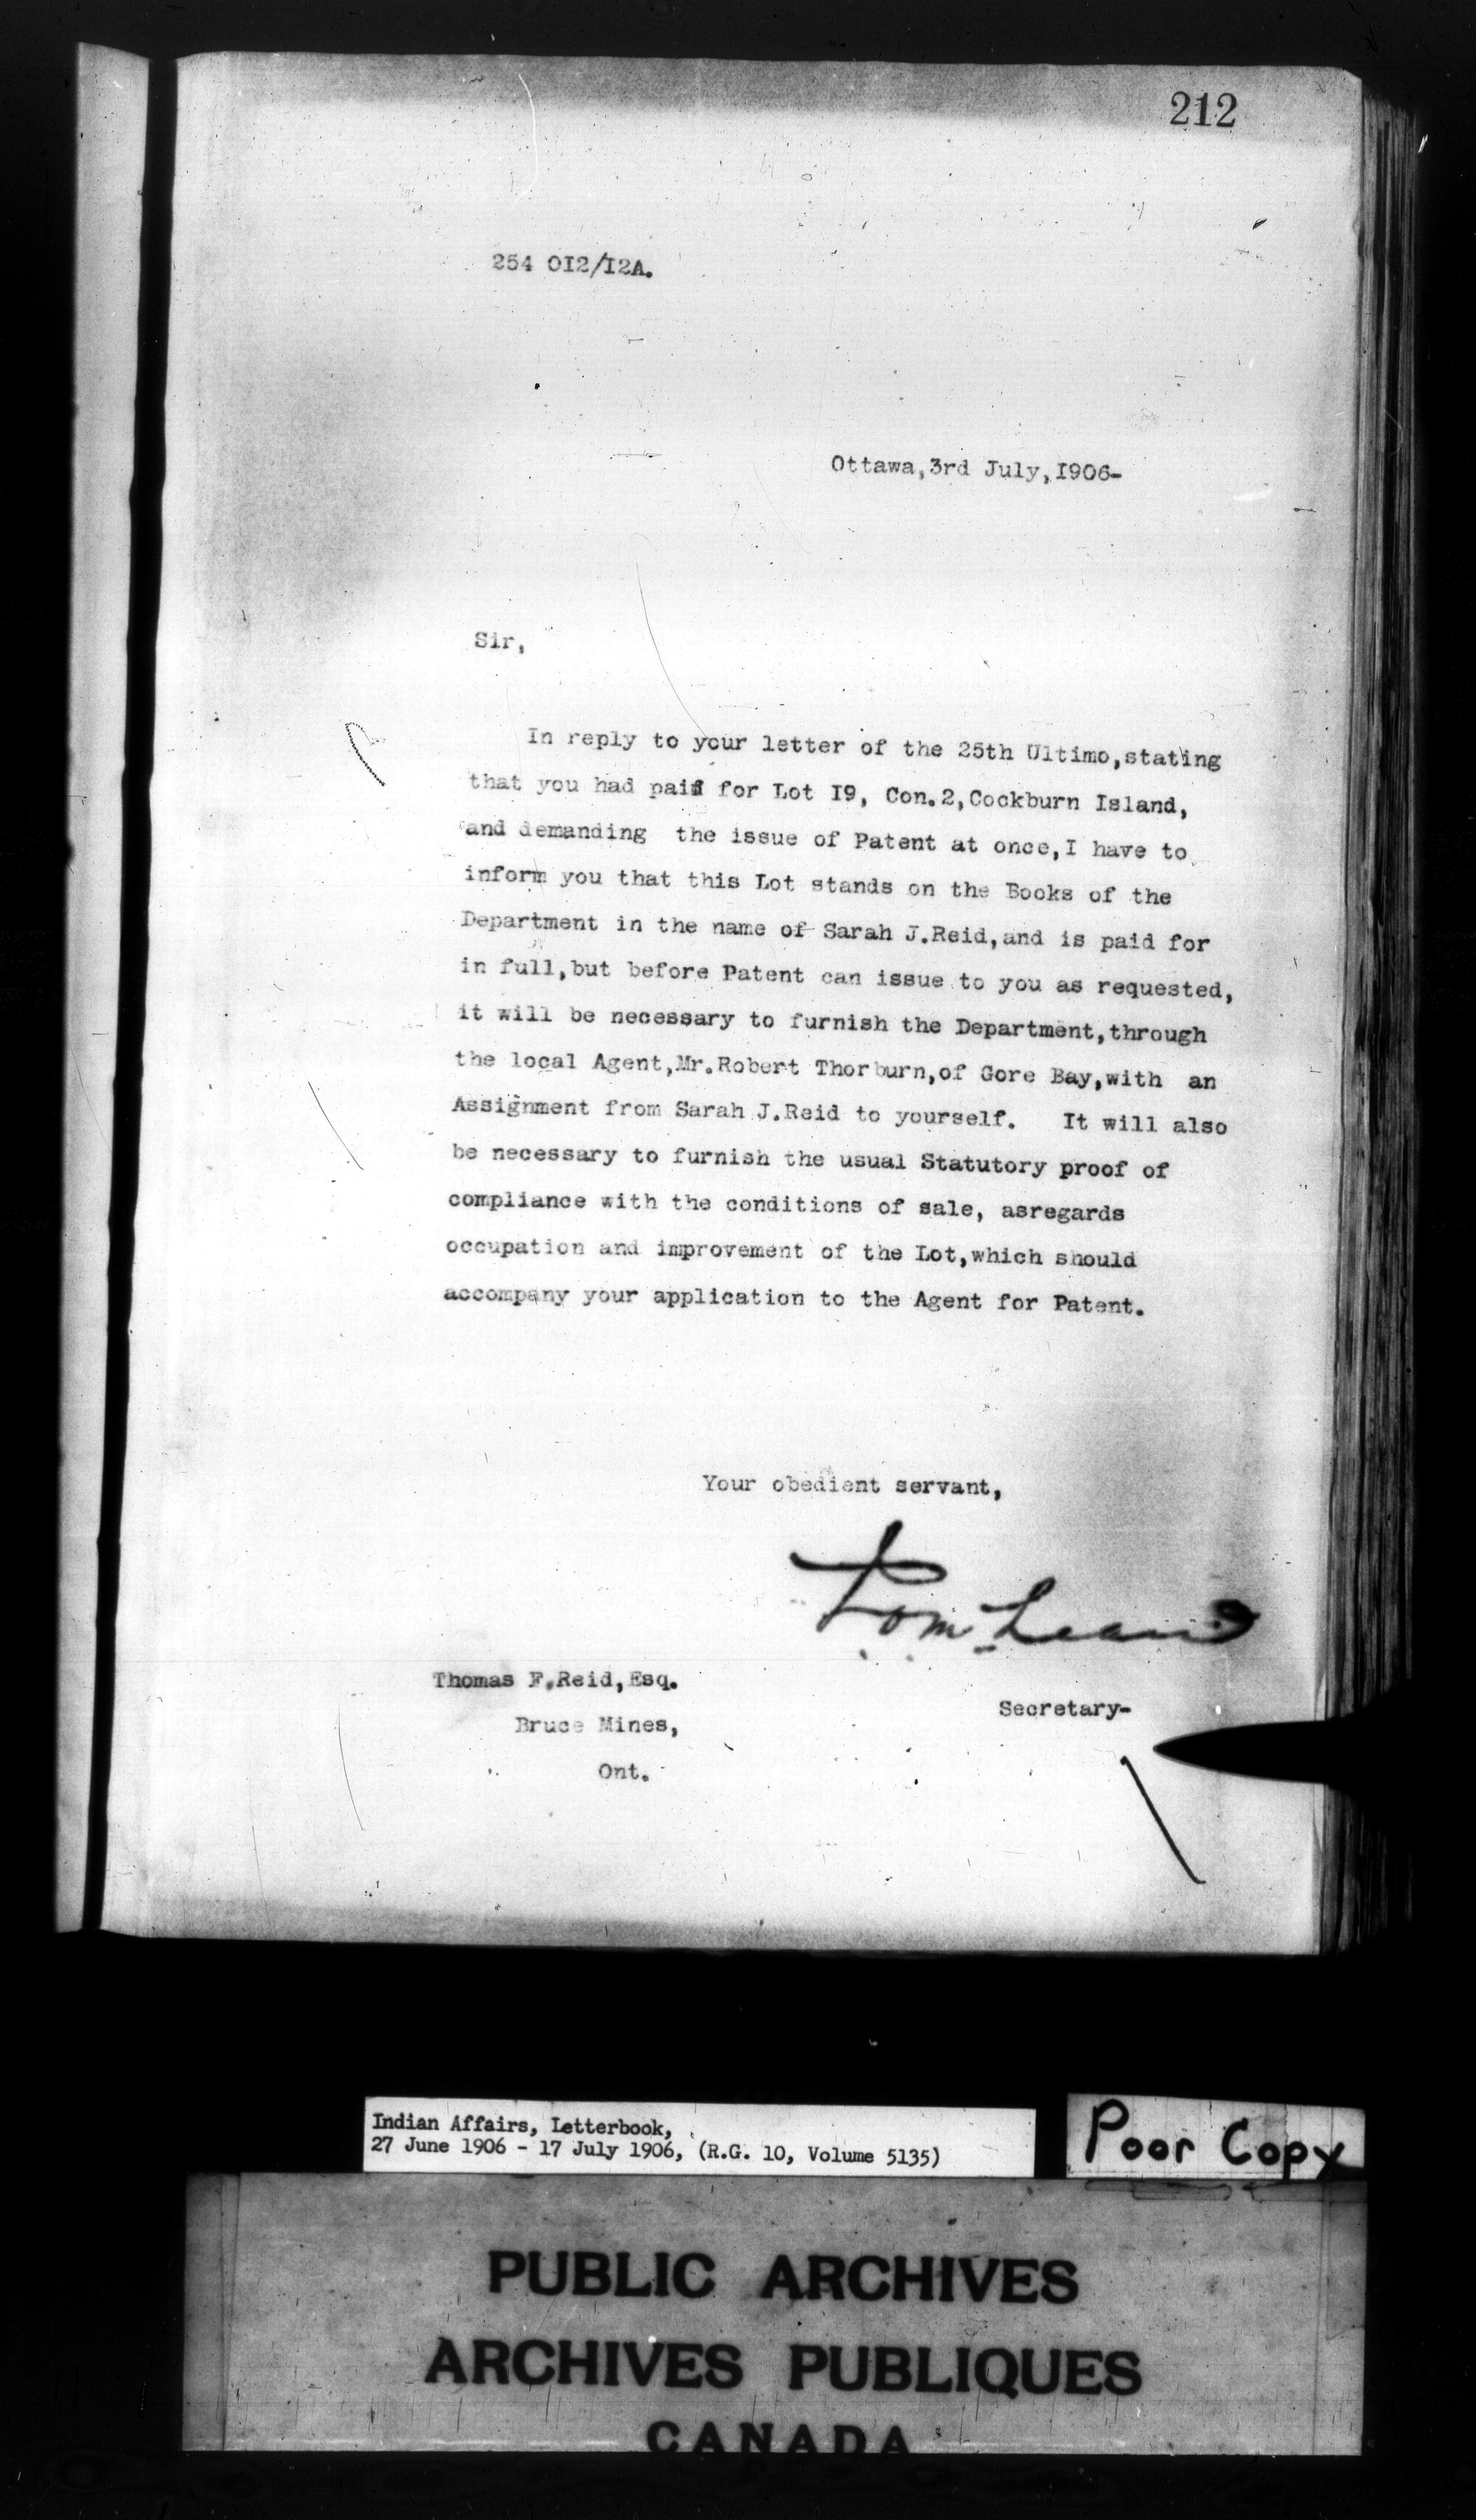 212
254 OI2/I2A.
Ottawa,3rd July,I906-
Sir,
In reply to your letter of the 25th Ultimo,stating
that you had paid for Lot I9, Con.2,Cockburn Island,
and demanding the issue of Patent at once,I have to
inform you that this Lot stands on the Books of the
Department in the name of Sarah J.Reid,and is paid for
in full,but before Patent can issue to you as requested,
it will be necessary to furnish the Department,through
the local Agent,Mr.Robert Thorburn,of Gore Bay,with an
Assignment from Sarah J.Reid to yourself. It will also
be necessary to furnish the usual Statutory proof of
compliance with the conditions of sale, asregards
occupation and improvement of the Lot,which should
accompany your application to the Agent for Patent.
Your obedient servant,
Thomas F.Reid,Esq.
Secretary-
Bruce Mines,
Ont.
Indian Affairs, Letterbook,
27 June 1906 - 17 July 1906, (R.G. 10, Volume 5135)
Poor Copy
PUBLIC ARCHIVES
ARCHIVES PUBLIQUES
CANADA